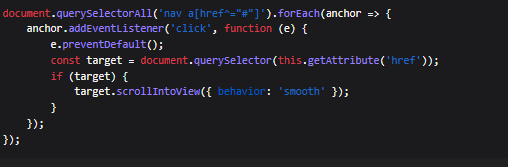 document.querySelectorAll('nav a[href^="#"]').forEach(anchor => {
    anchor.addEventListener('click', function (e) {
        e.preventDefault();
        const target = document.querySelector(this.getAttribute('href'));
        if (target) {
            target.scrollIntoView({ behavior: 'smooth' });
        }
    });
});